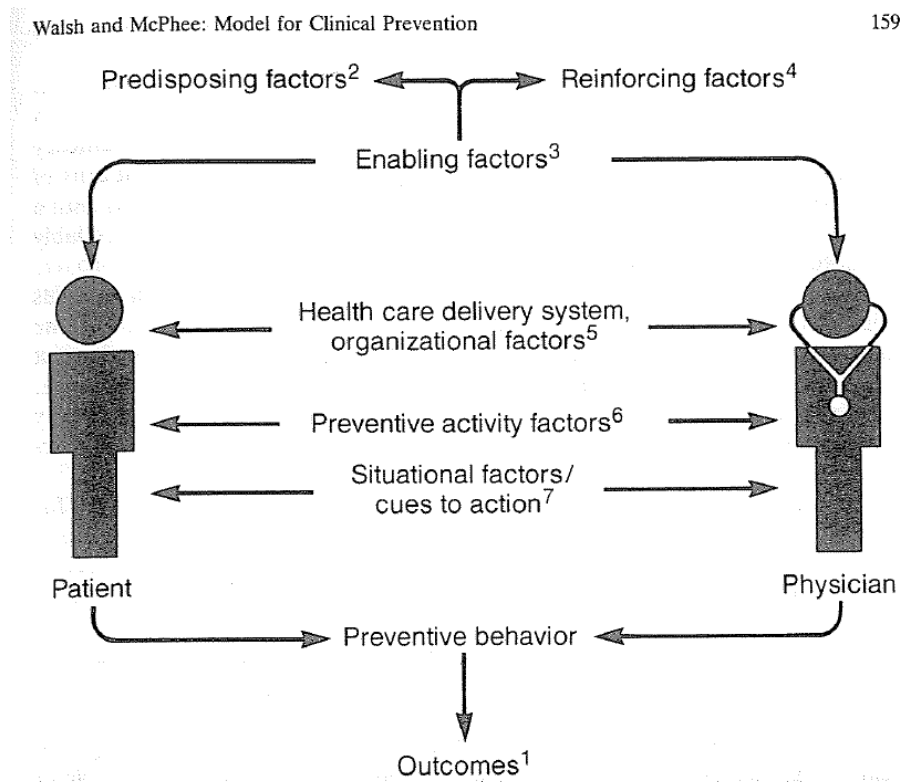 Walsh and McPhee: Model for Clinical Prevention 159
Predisposing factors² Reinforcing factors⁴
Enabling factors³
Health care delivery system,
organizational factors⁵
Preventive activity factors⁶
Situational factors/
cues to action⁷
Patient Physician
Preventive behavior
Outcomes¹